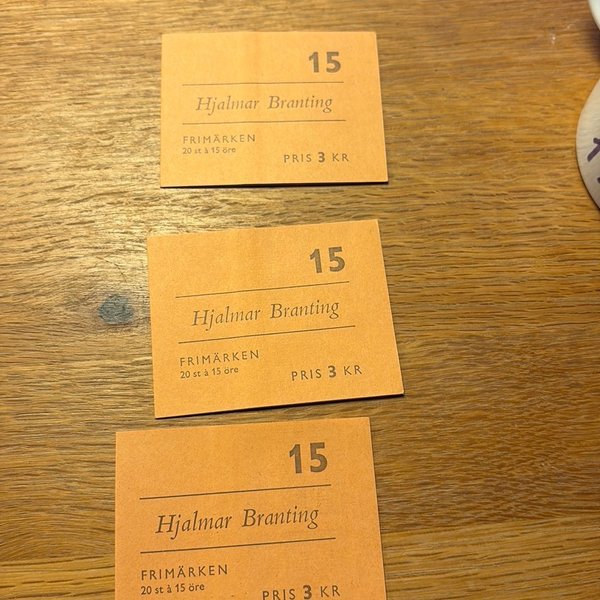 15
Hjalmar Branting
FRIMÄRKEN
20 st à 15 öre
PRIS 3 KR
15
Hjalmar Branting
FRIMÄRKEN
20 st à 15 öre
PRIS 3 KR
15
Hjalmar Branting
FRIMÄRKEN
20 st à 15 öre
PRIS 3 KR